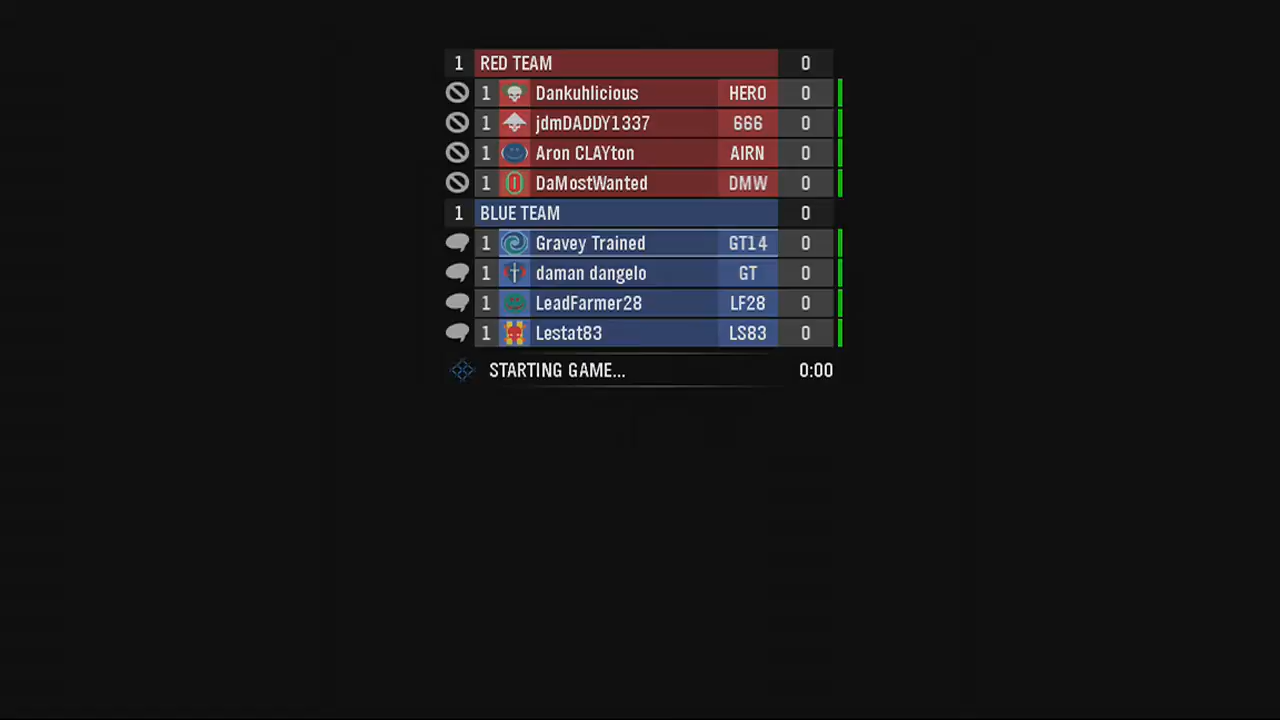 1 RED TEAM 0
1 Dankuhlicious HERO 0
1 jdmDADDY1337 666 0
1 Aron CLAYton AIRN 0
1 DaMostWanted DMW 0
1 BLUE TEAM 0
1 Gravey Trained GT14 0
1 daman dangelo GT 0
1 LeadFarmer28 LF28 0
1 Lestat83 LS83 0
STARTING GAME... 0:00